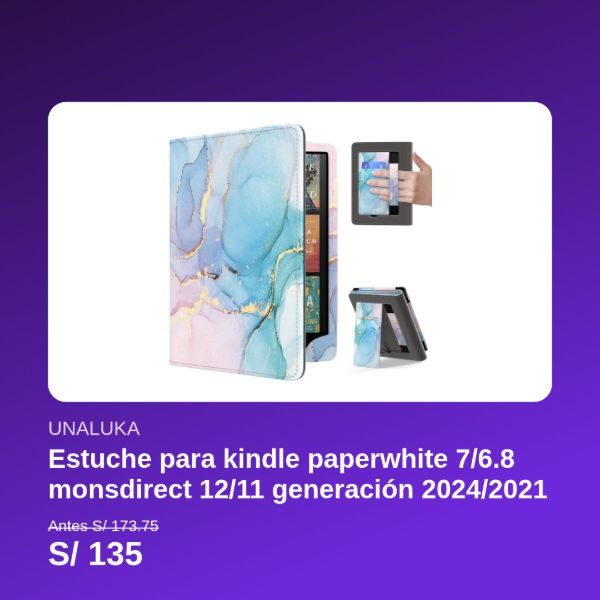 UNALUKA
Estuche para kindle paperwhite 7/6.8
monsdirect 12/11 generación 2024/2021
Antes S/ 173.75
S/ 135